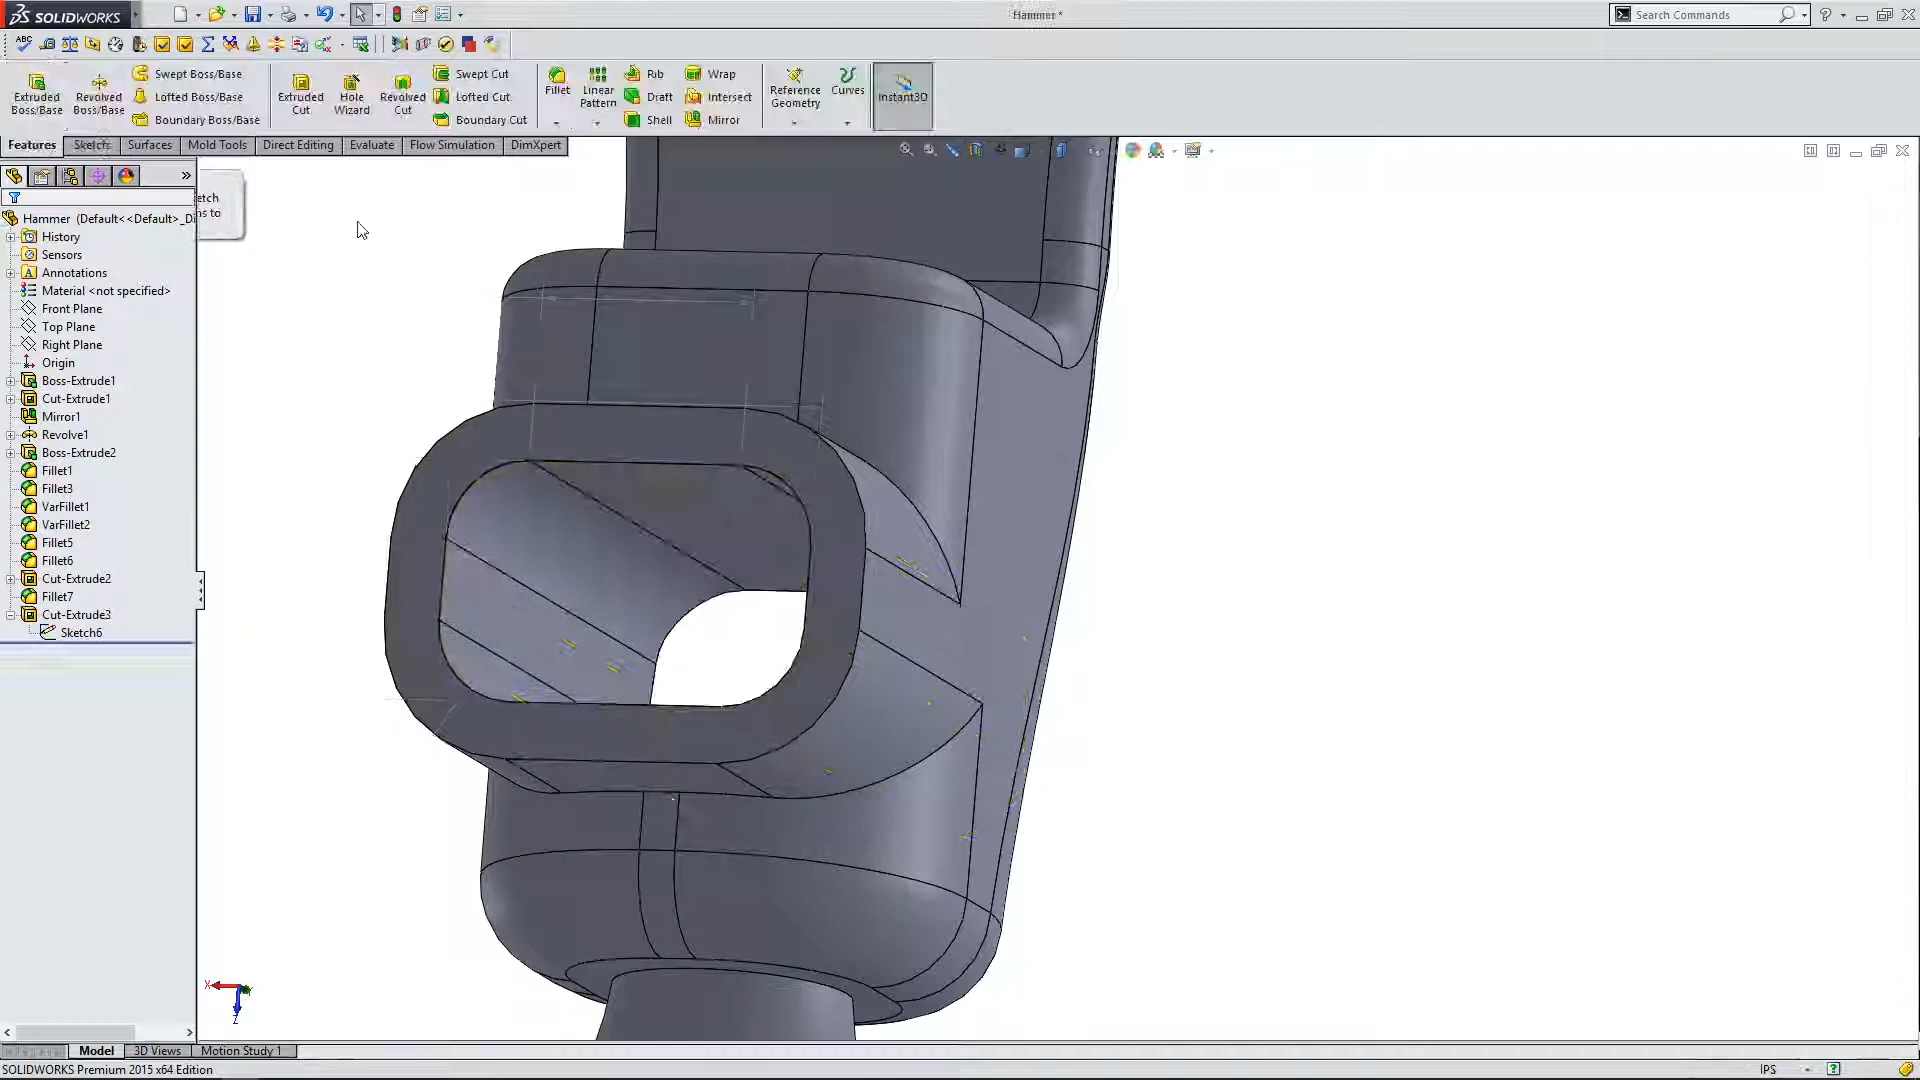 SOLIDWORKS
Hammer *
Search Commands
Extruded Boss/Base
Revolved Boss/Base
Swept Boss/Base
Lofted Boss/Base
Boundary Boss/Base
Extruded Cut
Hole Wizard
Revolved Cut
Swept Cut
Lofted Cut
Boundary Cut
Fillet
Linear Pattern
Rib
Draft
Shell
Wrap
Intersect
Mirror
Reference Geometry
Curves
Instant3D
Features
Sketch
Surfaces
Mold Tools
Direct Editing
Evaluate
Flow Simulation
DimXpert
Hammer (Default<<Default>_Di
History
Sensors
Annotations
Material <not specified>
Front Plane
Top Plane
Right Plane
Origin
Boss-Extrude1
Cut-Extrude1
Mirror1
Revolve1
Boss-Extrude2
Fillet1
Fillet3
VarFillet1
VarFillet2
Fillet5
Fillet6
Cut-Extrude2
Fillet7
Cut-Extrude3
Sketch6
etch
ns to
X
Z
Model
3D Views
Motion Study 1
SOLIDWORKS Premium 2015 x64 Edition
IPS